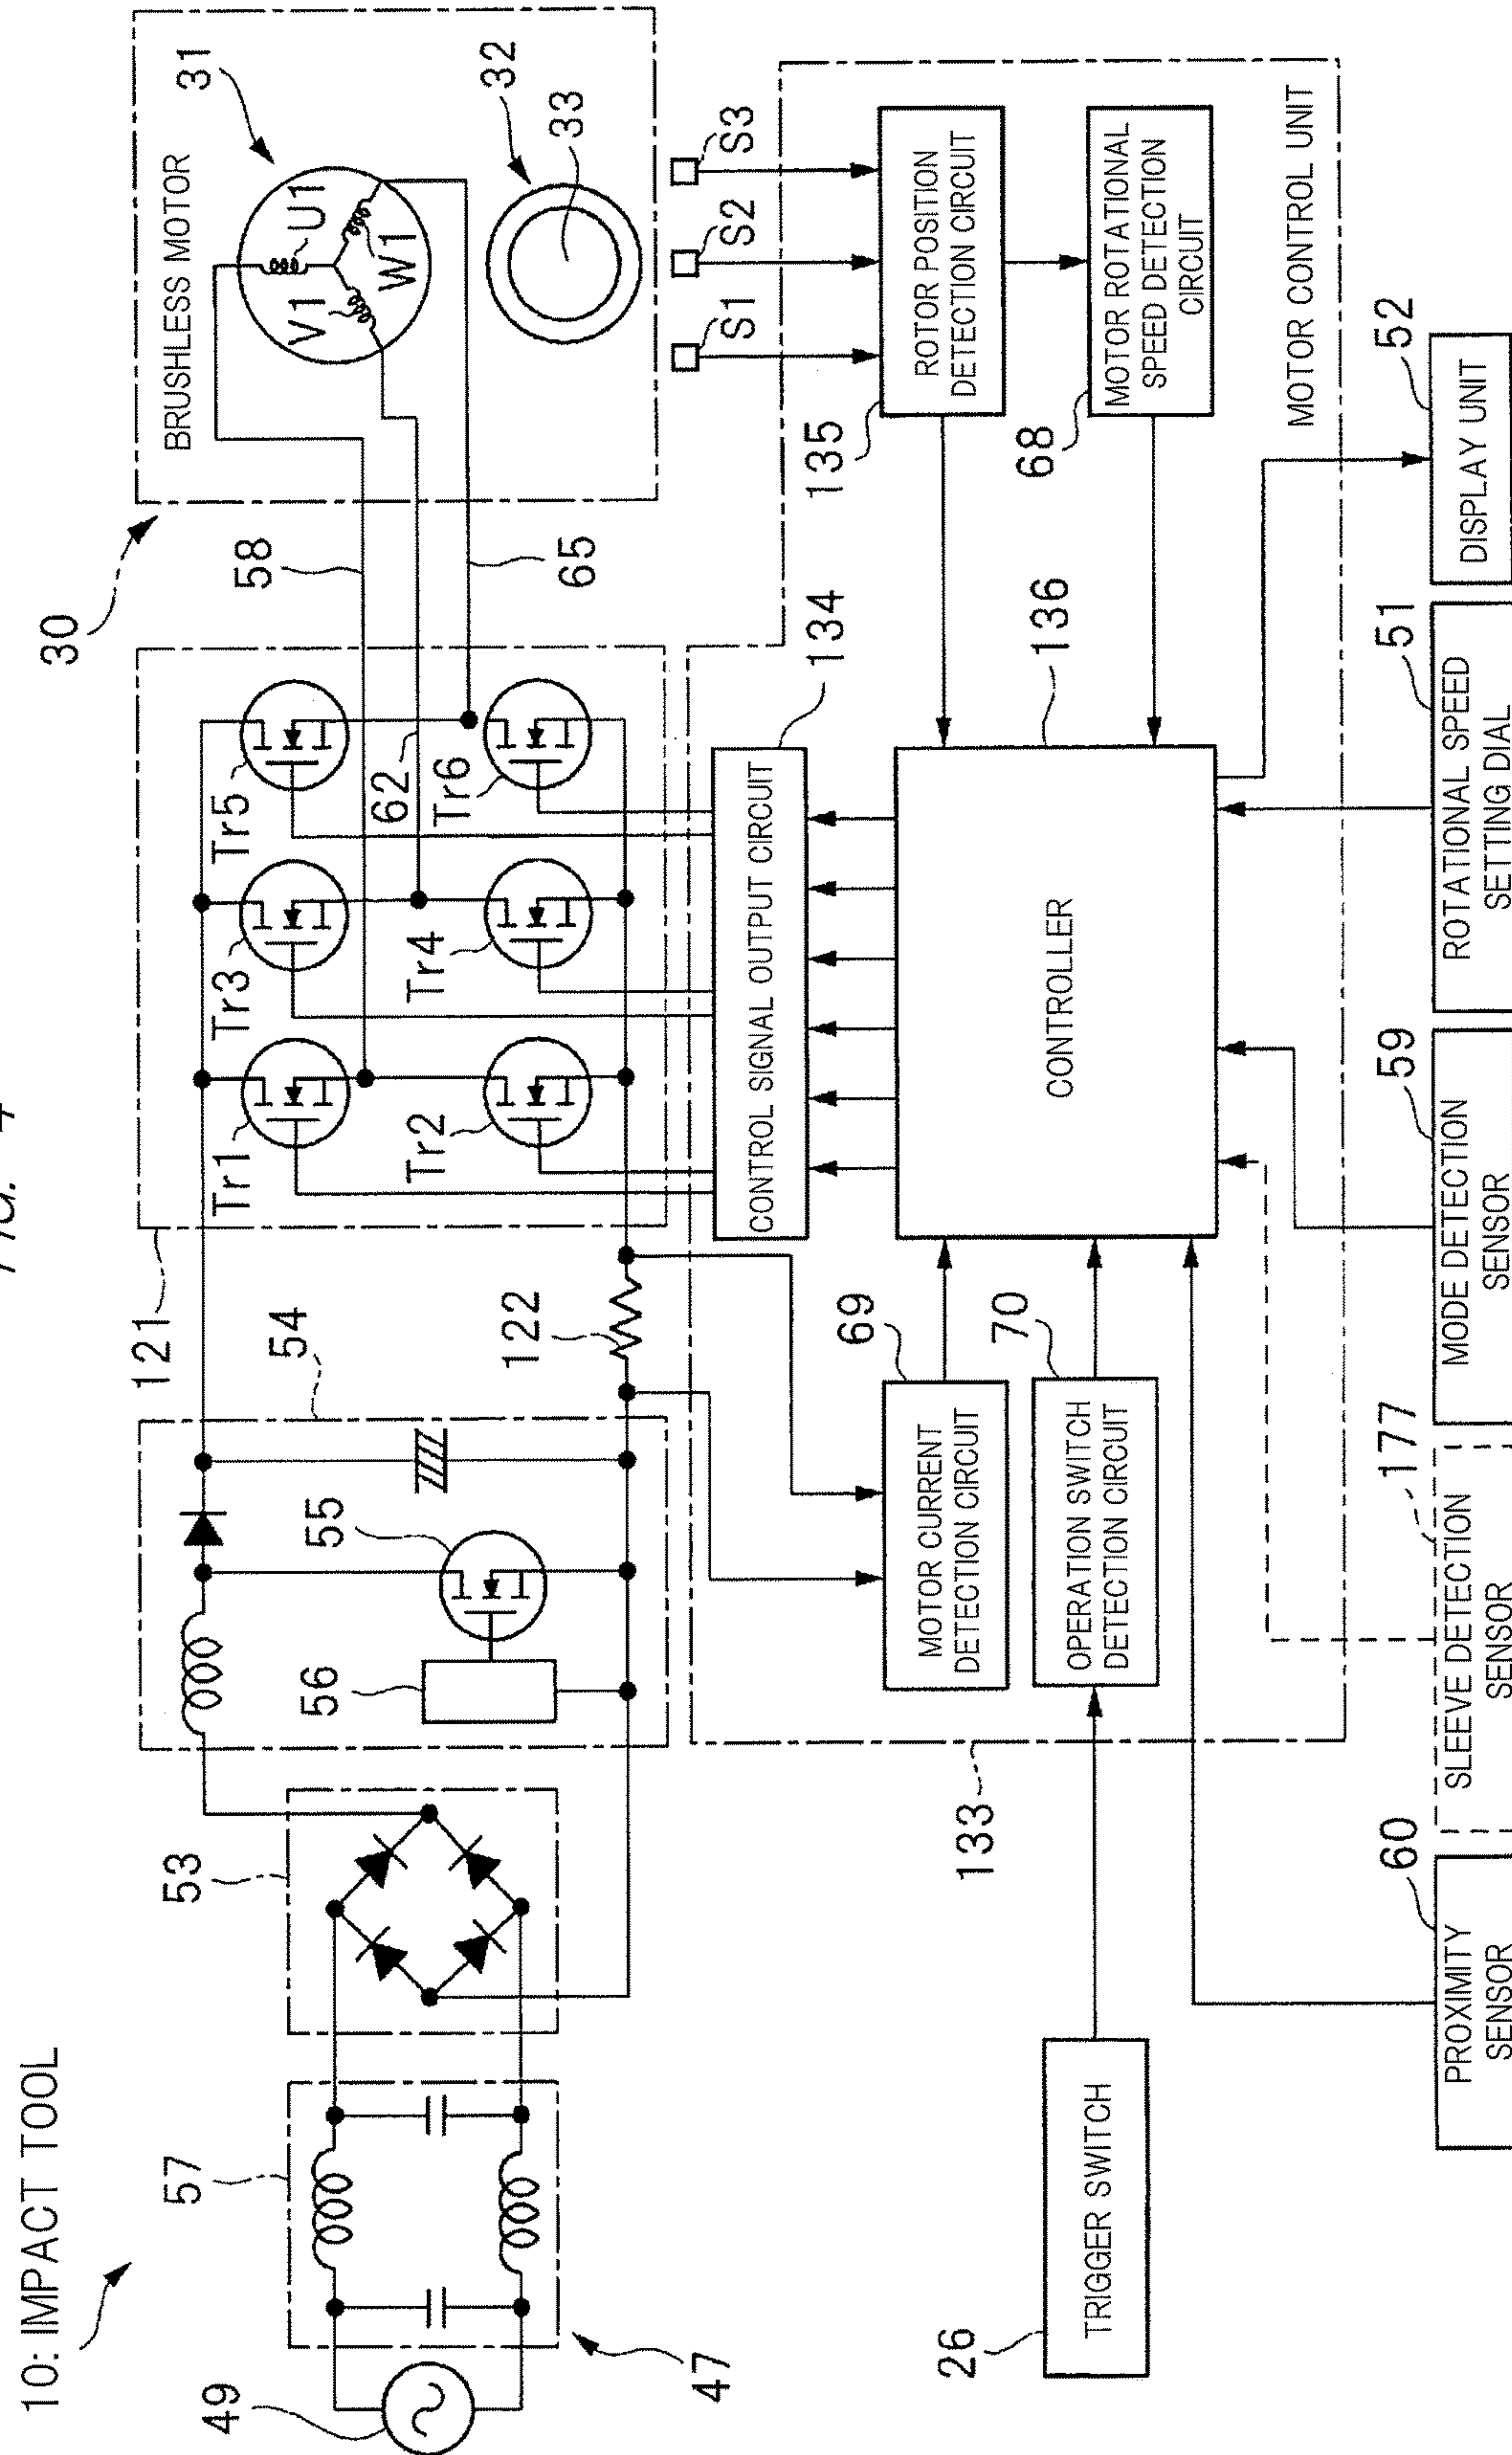 FIG. 4
10: IMPACT TOOL
30
BRUSHLESS MOTOR
31
U1
V1
W1
32
33
S1
S2
S3
58
62
65
121
Tr1
Tr3
Tr5
Tr2
Tr4
Tr6
54
55
56
122
53
57
49
47
133
MOTOR CONTROL UNIT
134
CONTROL SIGNAL OUTPUT CIRCUIT
135
ROTOR POSITION
DETECTION CIRCUIT
68
MOTOR ROTATIONAL
SPEED DETECTION
CIRCUIT
136
CONTROLLER
69
MOTOR CURRENT
DETECTION CIRCUIT
70
OPERATION SWITCH
DETECTION CIRCUIT
26
TRIGGER SWITCH
60
PROXIMITY
SENSOR
177
SLEEVE DETECTION
SENSOR
59
MODE DETECTION
SENSOR
51
ROTATIONAL SPEED
SETTING DIAL
52
DISPLAY UNIT